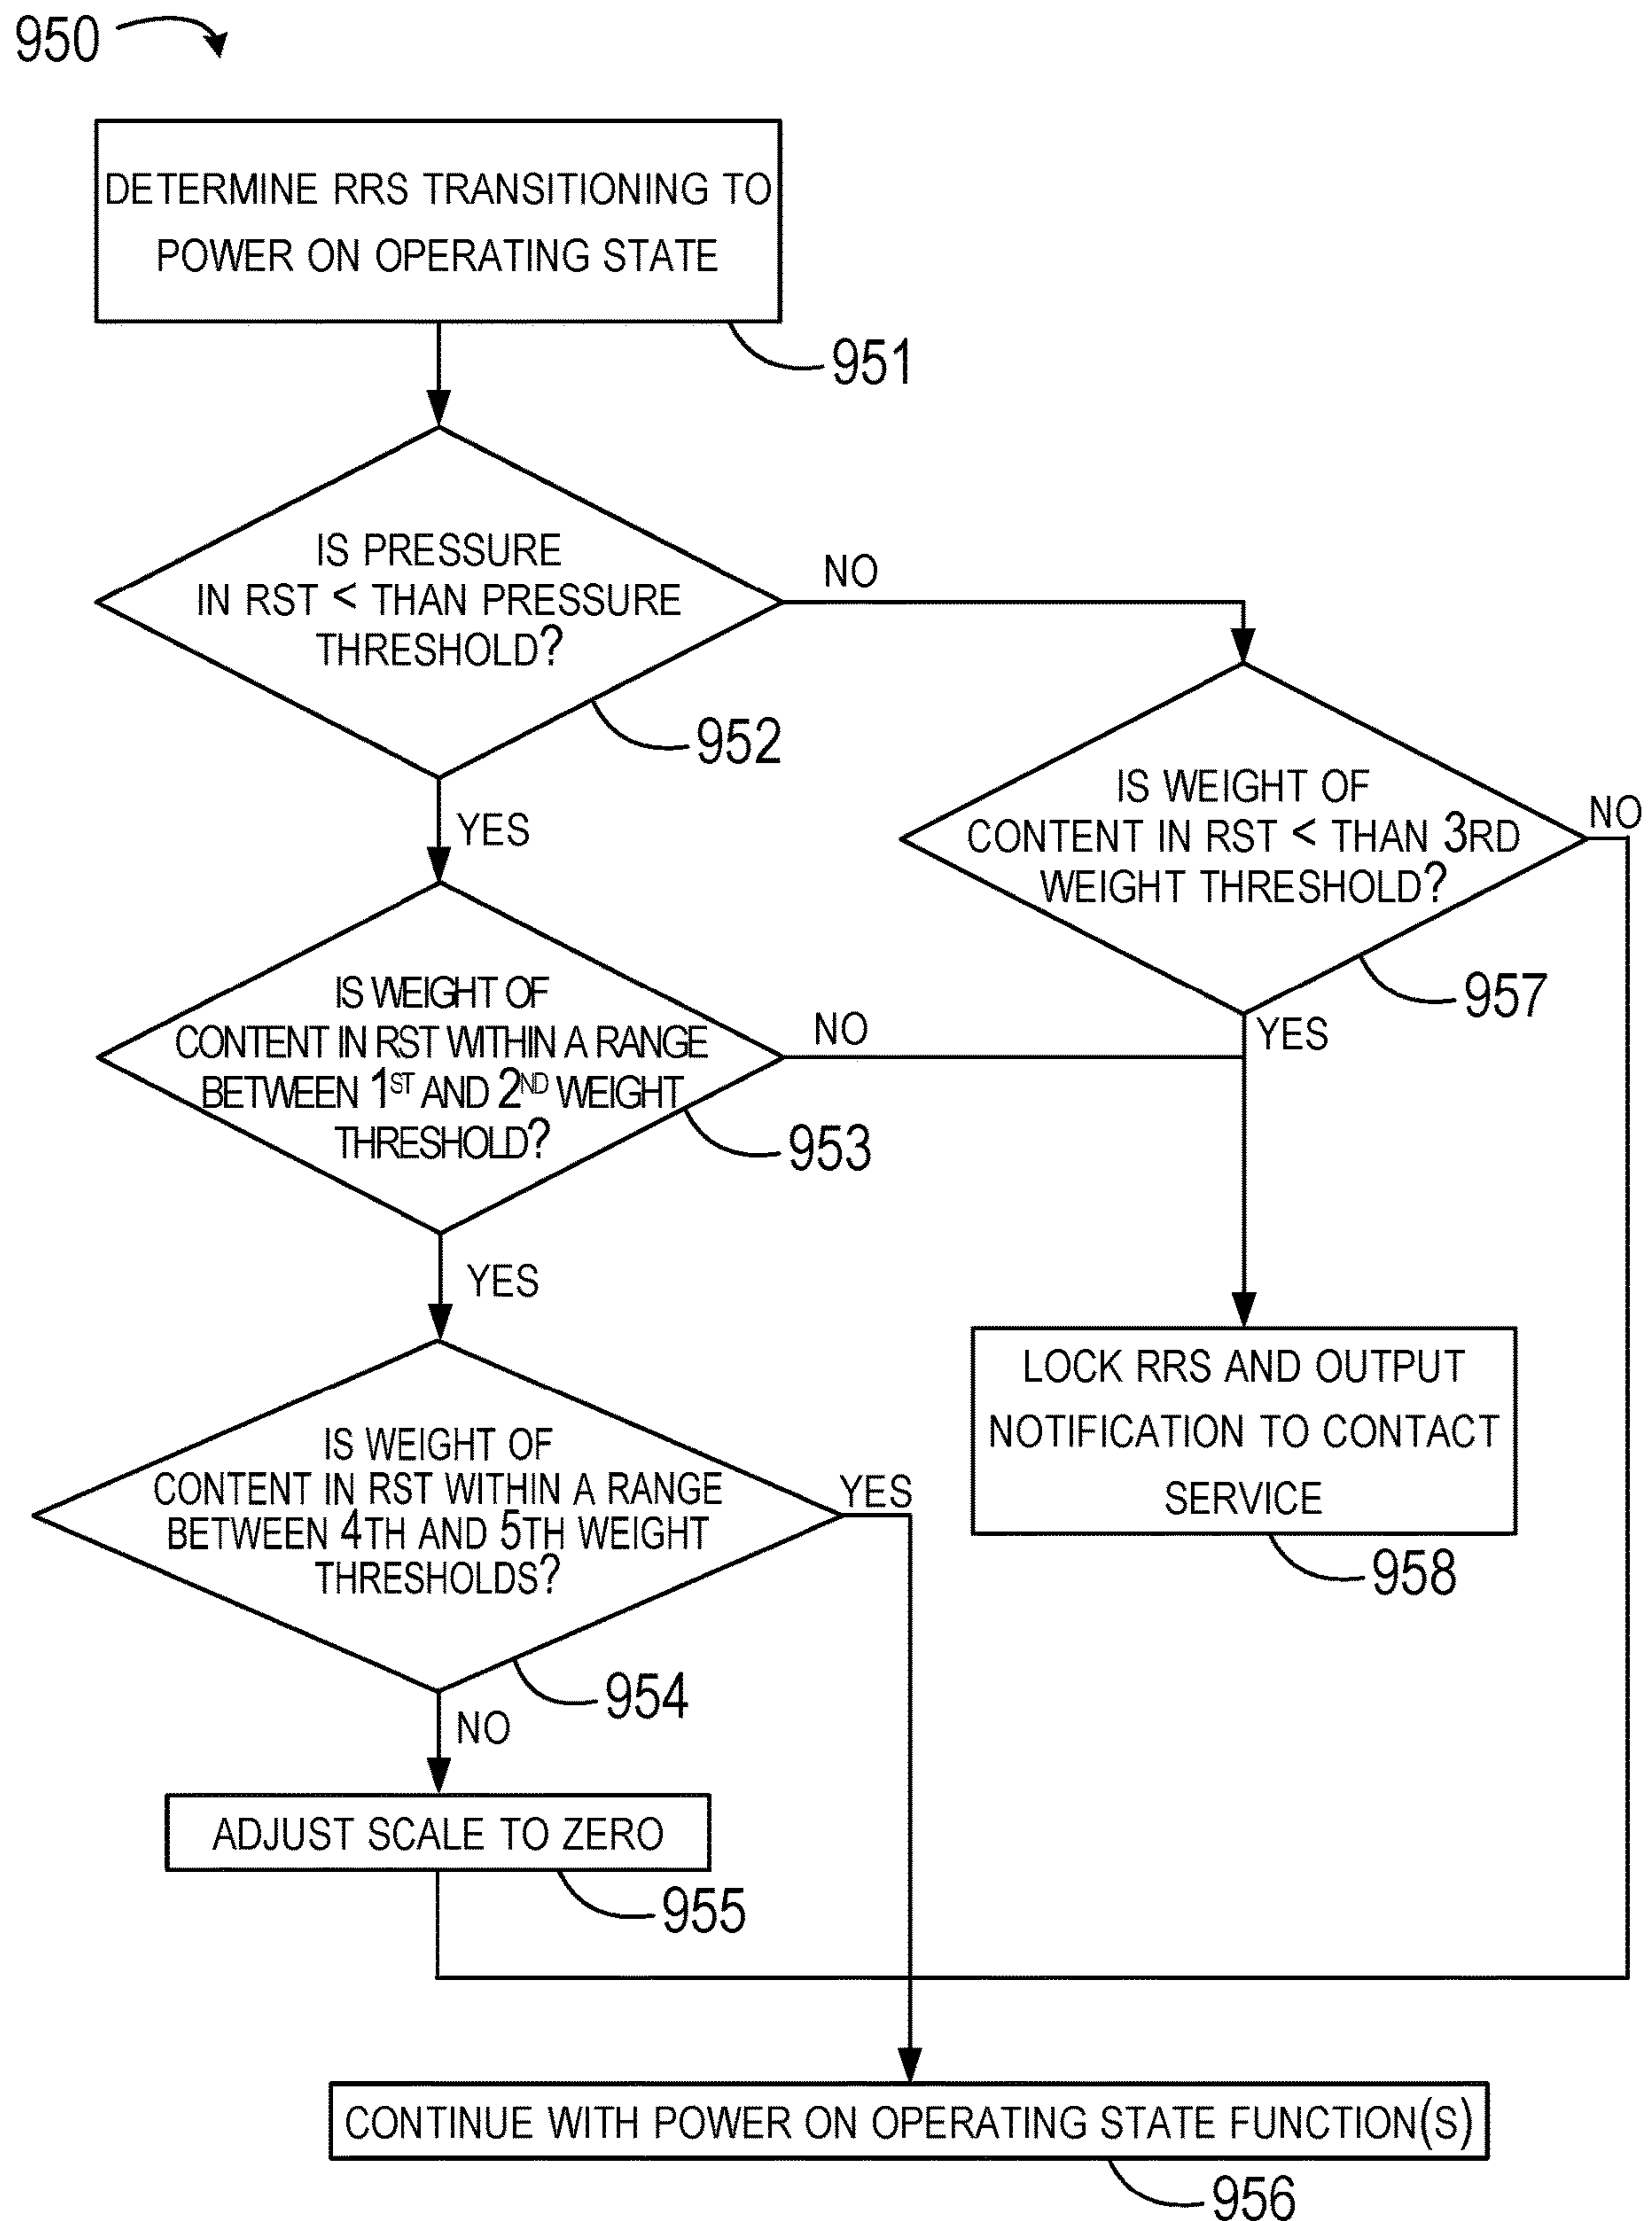 950
DETERMINE RRS TRANSITIONING TO
POWER ON OPERATING STATE
951
IS PRESSURE
IN RST < THAN PRESSURE
THRESHOLD?
952
NO
YES
IS WEIGHT OF
CONTENT IN RST < THAN 3RD
WEIGHT THRESHOLD?
957
NO
YES
IS WEIGHT OF
CONTENT IN RST WITHIN A RANGE
BETWEEN 1ST AND 2ND WEIGHT
THRESHOLD?
953
NO
YES
LOCK RRS AND OUTPUT
NOTIFICATION TO CONTACT
SERVICE
958
IS WEIGHT OF
CONTENT IN RST WITHIN A RANGE
BETWEEN 4TH AND 5TH WEIGHT
THRESHOLDS?
954
YES
NO
ADJUST SCALE TO ZERO
955
CONTINUE WITH POWER ON OPERATING STATE FUNCTION(S)
956